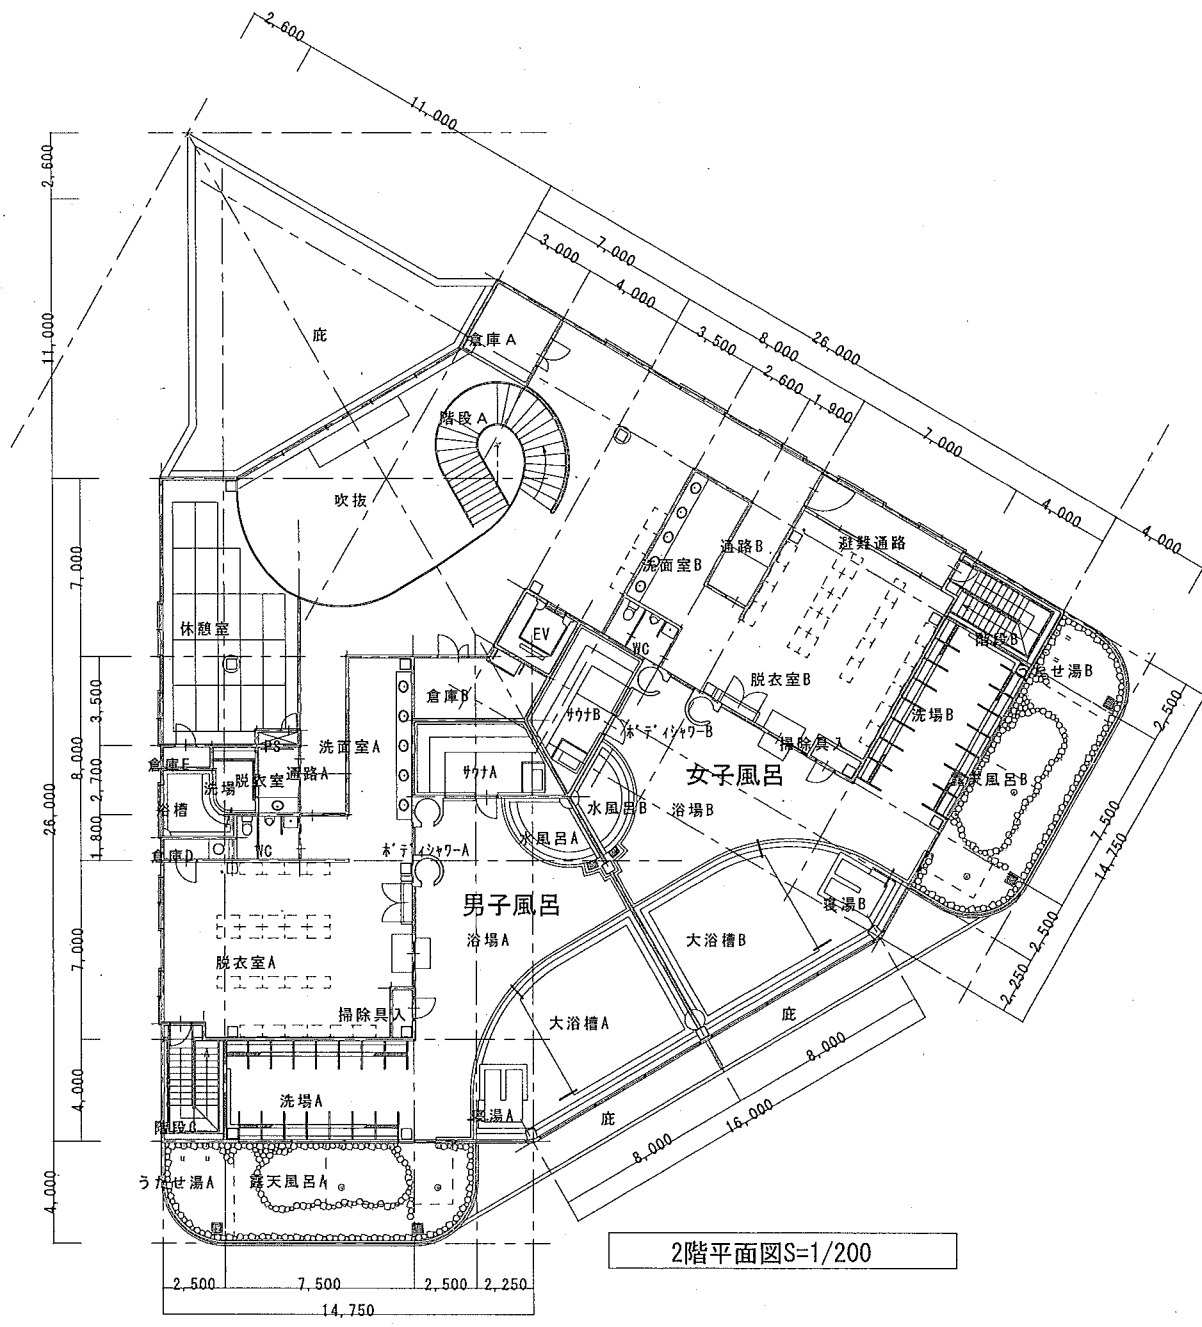 2,600
11,000
2,600
11,000
7,000
3,000
4,000
26,000
8,000
3,500
2,600
1,900
7,000
4,000
4,000
庇
倉庫A
階段A
吹抜
洗面室B
通路B
避難通路
休憩室
EV
WC
階段B
脱衣室B
倉庫B
サウナB
ボディシャワーB
洗場B
7,000
3,500
8,000
2,700
26,000
1,800
PS
洗面室A
倉庫E
洗場
脱衣室
通路A
サウナA
掃除具入
女子風呂
露天風呂B
浴槽
水風呂B
浴場B
水風呂A
倉庫D
WC
ボディシャワーA
2,500
7,500
14,750
2,500
2,250
男子風呂
浴場A
寝湯B
大浴槽B
脱衣室A
7,000
掃除具入
大浴槽A
庇
8,000
洗場A
4,000
庇
16,000
8,000
階段C
うたせ湯A
露天風呂A
4,000
2階平面図S=1/200
2,500
7,500
2,500
2,250
14,750